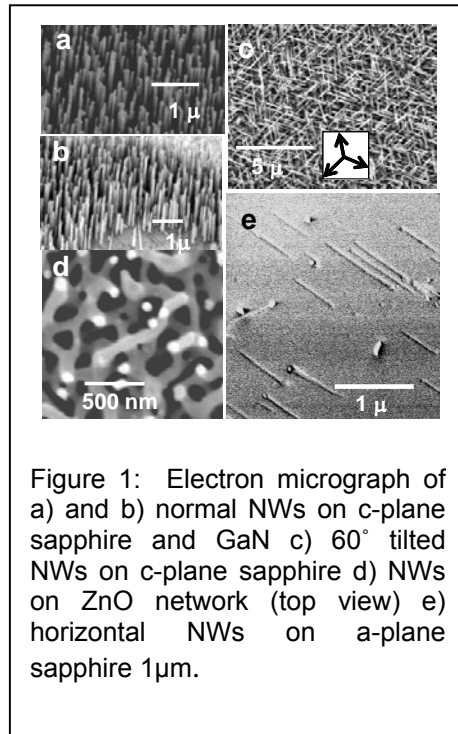 a
1 μ
c
5 μ
b
1μ
d
500 nm
e
1 μ
Figure 1: Electron micrograph of
a) and b) normal NWs on c-plane
sapphire and GaN c) 60° tilted
NWs on c-plane sapphire d) NWs
on ZnO network (top view) e)
horizontal NWs on a-plane
sapphire 1μm.